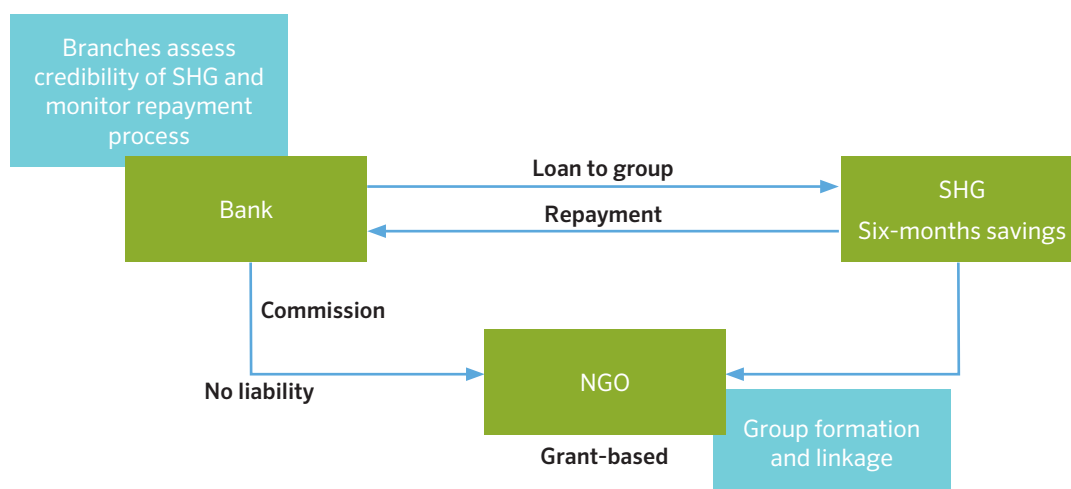 Branches assess
credibility of SHG and
monitor repayment
process
Bank
Loan to group
Repayment
SHG
Six-months savings
Commission
No liability
NGO
Grant-based
Group formation
and linkage